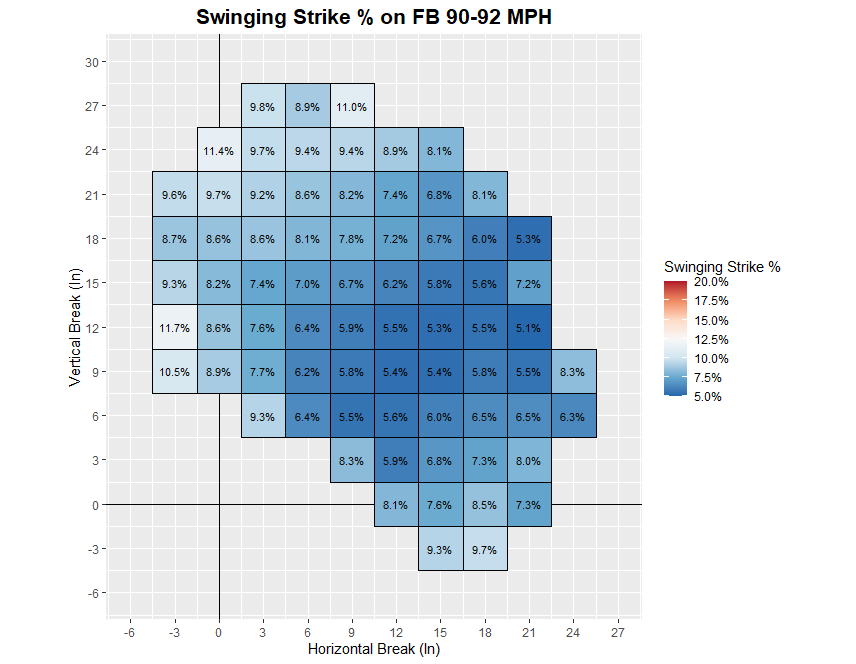 Swinging Strike % on FB 90-92 MPH
30
27
9.8% 8.9% 11.0%
24
11.4% 9.7% 9.4% 9.4% 8.9% 8.1%
21
9.6% 9.7% 9.2% 8.6% 8.2% 7.4% 6.8% 8.1%
18
8.7% 8.6% 8.6% 8.1% 7.8% 7.2% 6.7% 6.0% 5.3%
15
9.3% 8.2% 7.4% 7.0% 6.7% 6.2% 5.8% 5.6% 7.2%
12
11.7% 8.6% 7.6% 6.4% 5.9% 5.5% 5.3% 5.5% 5.1%
9
10.5% 8.9% 7.7% 6.2% 5.8% 5.4% 5.4% 5.8% 5.5% 8.3%
6
9.3% 6.4% 5.5% 5.6% 6.0% 6.5% 6.5% 6.3%
3
8.3% 5.9% 6.8% 7.3% 8.0%
0
8.1% 7.6% 8.5% 7.3%
-3
9.3% 9.7%
-6
-6 -3 0 3 6 9 12 15 18 21 24 27
Horizontal Break (In)
Vertical Break (In)
Swinging Strike %
20.0%
17.5%
15.0%
12.5%
10.0%
7.5%
5.0%